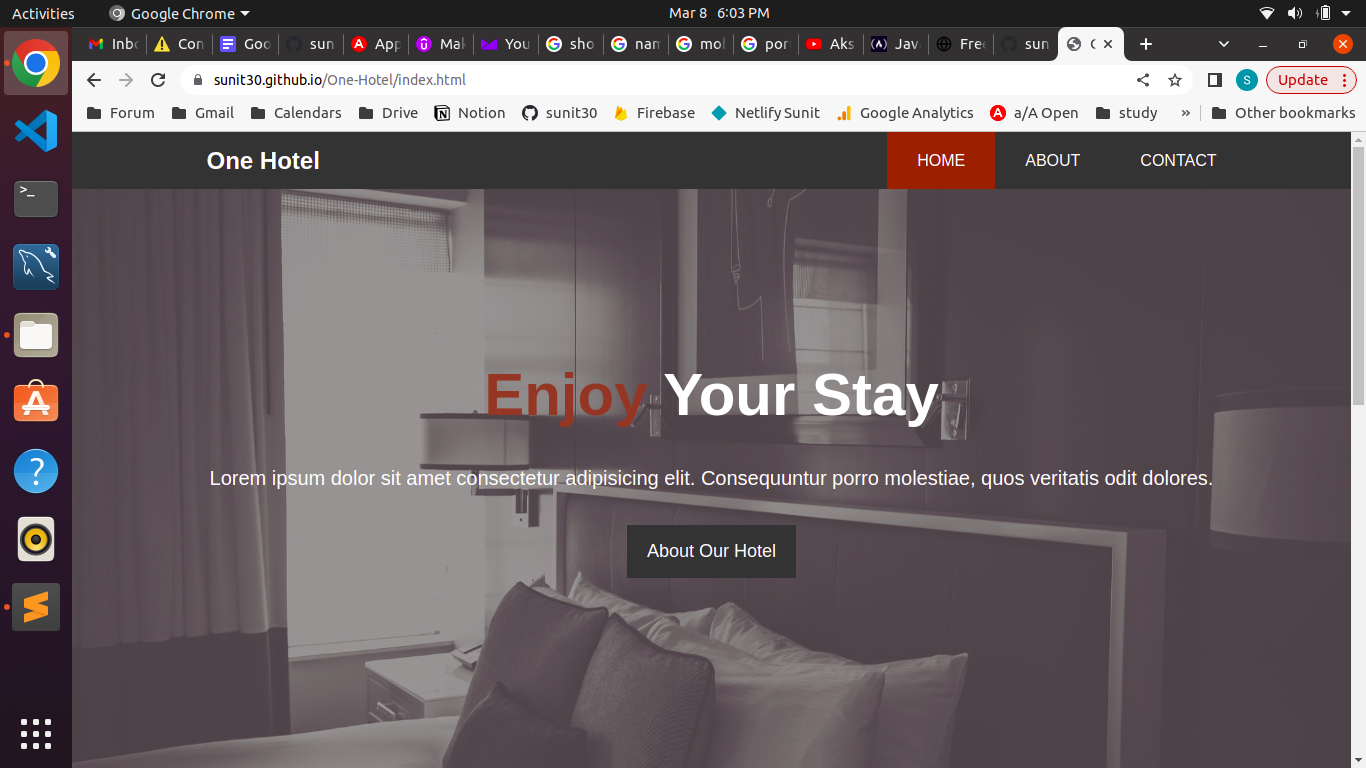 Activities Google Chrome Mar 8 6:03 PM
Inbo Con Goo sun App Mak You sho nam mol por Aks Java Free sun
sunit30.github.io/One-Hotel/index.html S Update
Forum Gmail Calendars Drive Notion sunit30 Firebase Netlify Sunit Google Analytics a/A Open study » Other bookmarks
One Hotel HOME ABOUT CONTACT
Enjoy Your Stay
Lorem ipsum dolor sit amet consectetur adipisicing elit. Consequuntur porro molestiae, quos veritatis odit dolores.
About Our Hotel